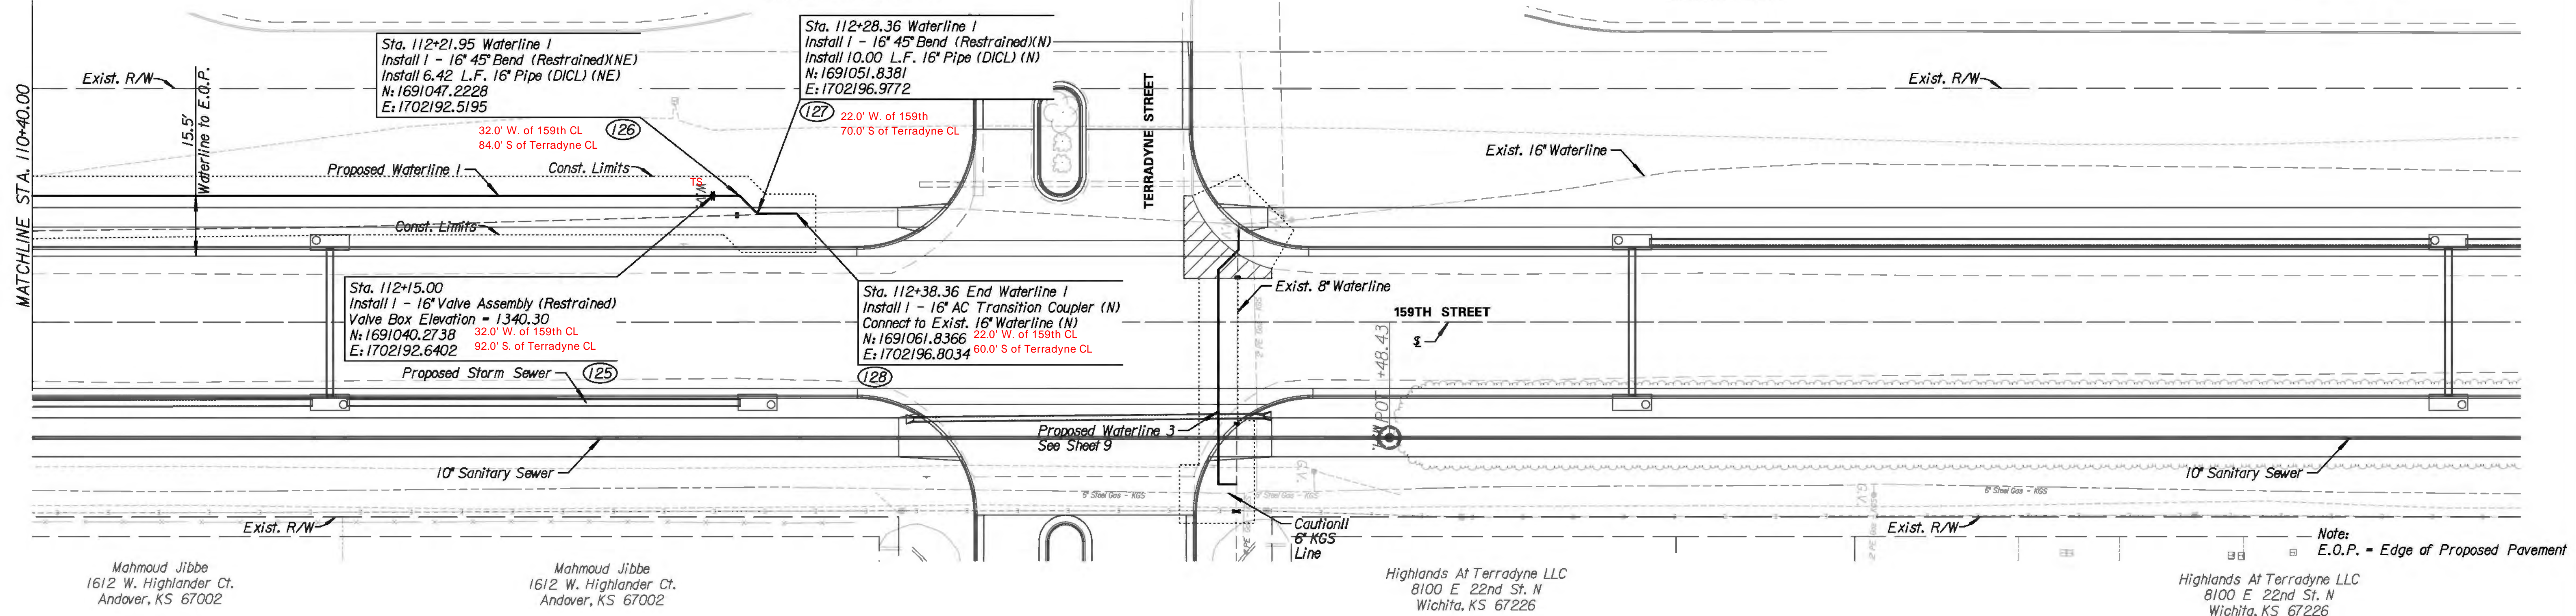 MATCHLINE STA. 110+40.00
Exist. R/W
15.5'
Waterline to E.O.P.
Sta. 112+21.95 Waterline 1
Install 1 - 16" 45° Bend (Restrained)(NE)
Install 6.42 L.F. 16" Pipe (DICL) (NE)
N: 1691047.2228
E: 1702192.5195
32.0' W. of 159th CL
84.0' S of Terradyne CL
126
Sta. 112+28.36 Waterline 1
Install 1 - 16" 45° Bend (Restrained)(N)
Install 10.00 L.F. 16" Pipe (DICL) (N)
N: 1691051.8381
E: 1702196.9772
127
22.0' W. of 159th
70.0' S of Terradyne CL
TERRADYNE STREET
Exist. R/W
Proposed Waterline 1
Const. Limits
TS
Exist. 16" Waterline
Const. Limits
Sta. 112+15.00
Install 1 - 16" Valve Assembly (Restrained)
Valve Box Elevation = 1340.30
N: 1691040.2738
E: 1702192.6402
32.0' W. of 159th CL
92.0' S. of Terradyne CL
125
Proposed Storm Sewer
Sta. 112+38.36 End Waterline 1
Install 1 - 16" AC Transition Coupler (N)
Connect to Exist. 16" Waterline (N)
N: 1691061.8366
E: 1702196.8034
22.0' W. of 159th CL
60.0' S of Terradyne CL
128
Exist. 8" Waterline
159TH STREET
POT +48.43
Proposed Waterline 3
See Sheet 9
10" Sanitary Sewer
10" Sanitary Sewer
G.V.
G.V.
6" Steel Gas - KGS
6" Steel Gas - KGS
Exist. R/W
Caution!!
6" KGS
Line
Exist. R/W
Note:
E.O.P. = Edge of Proposed Pavement
Mahmoud Jibbe
1612 W. Highlander Ct.
Andover, KS 67002
Mahmoud Jibbe
1612 W. Highlander Ct.
Andover, KS 67002
Highlands At Terradyne LLC
8100 E 22nd St. N
Wichita, KS 67226
Highlands At Terradyne LLC
8100 E 22nd St. N
Wichita, KS 67226